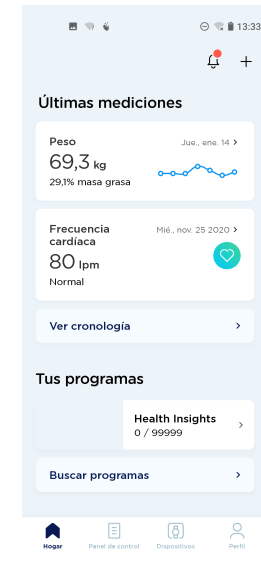 13:33
Últimas mediciones
Peso
Jue., ene. 14
69,3 kg
29,1% masa grasa
Frecuencia
cardíaca
Mié., nov. 25 2020
80 lpm
Normal
Ver cronología
Tus programas
Health Insights
0 / 99999
Buscar programas
Hogar
Panel de control
Dispositivos
Perfil